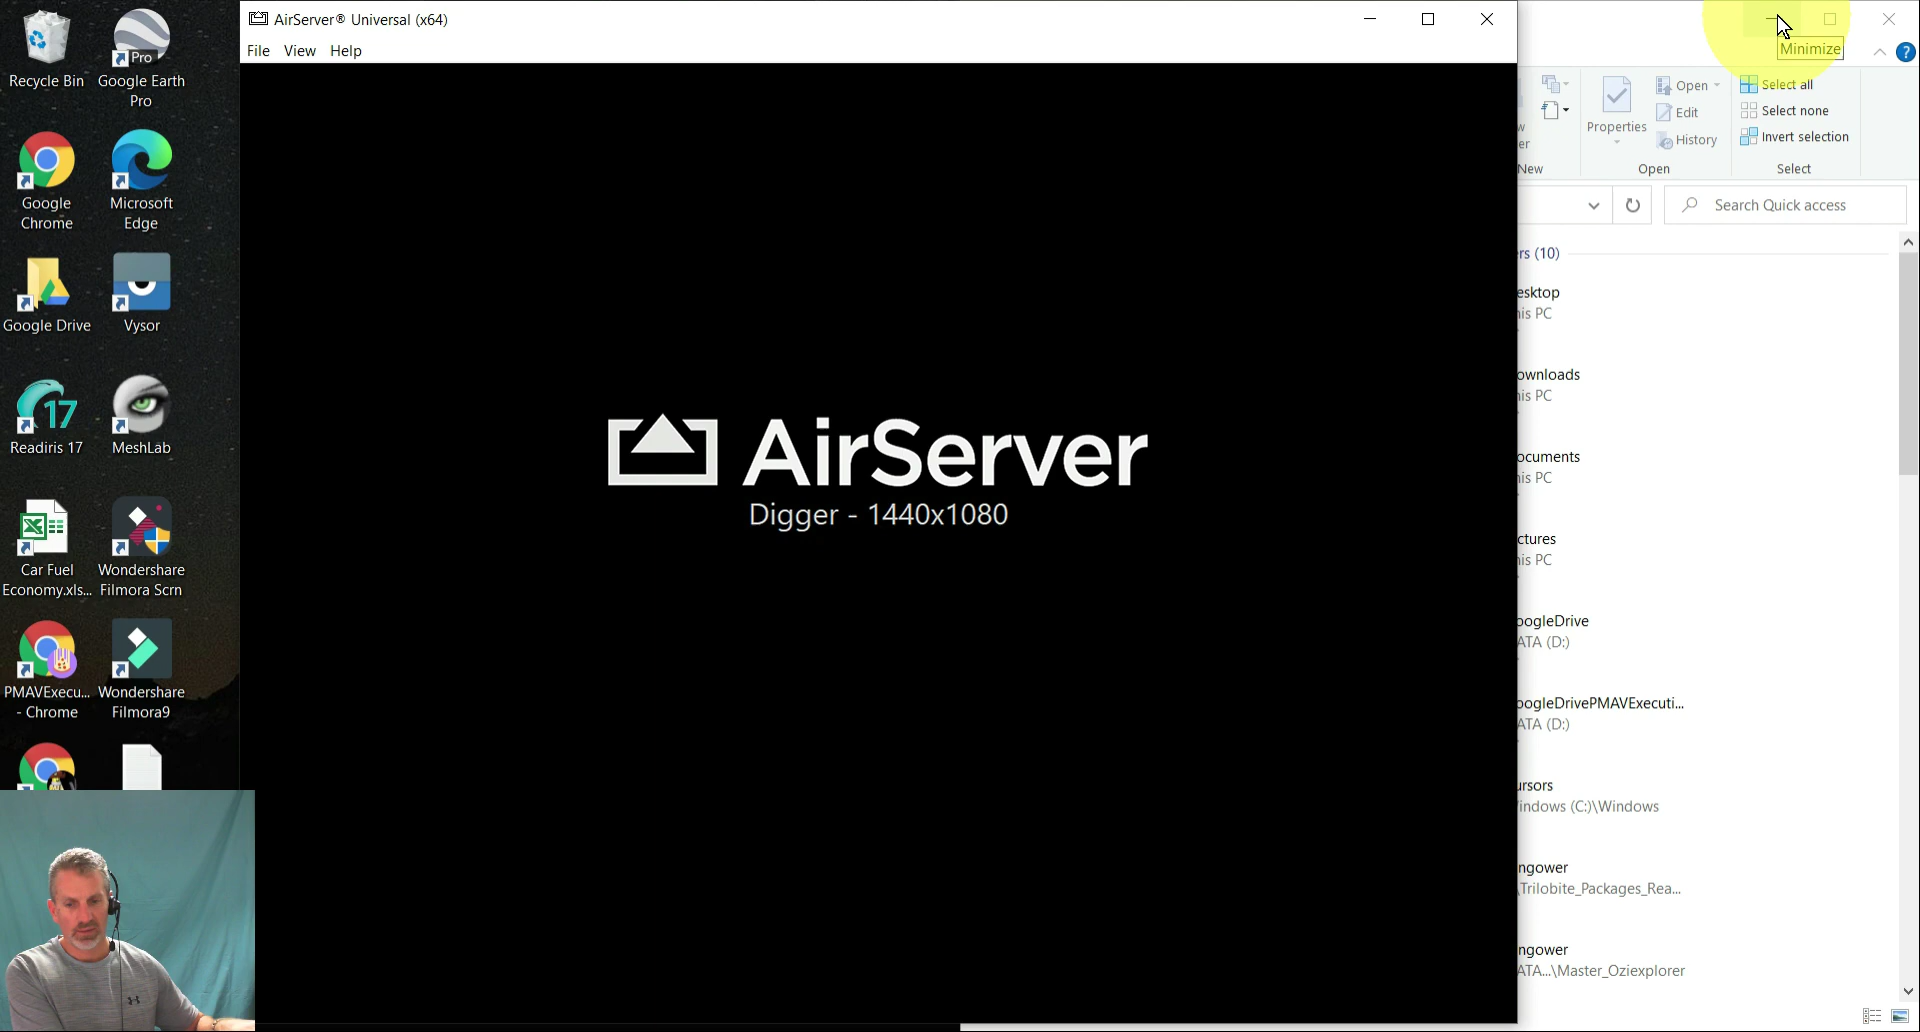 Recycle Bin
Pro
Google Earth
Pro
Google
Chrome
Microsoft
Edge
Google Drive
Vysor
17
Readiris 17
MeshLab
Car Fuel
Economy.xls...
Wondershare
Filmora Scrn
PMAVExecu...
- Chrome
Wondershare
Filmora9
AirServer® Universal (x64)
File View Help
AirServer
Digger - 1440x1080
Minimize
Properties
Open
Edit
History
Select all
Select none
Invert selection
New
Open
Select
Search Quick access
rs (10)
esktop
is PC
ownloads
is PC
ocuments
is PC
ctures
is PC
oogleDrive
ATA (D:)
oogleDrivePMAVExecuti...
ATA (D:)
ursors
indows (C:)\Windows
ngower
\Trilobite_Packages_Rea...
ngower
ATA...\Master_Oziexplorer